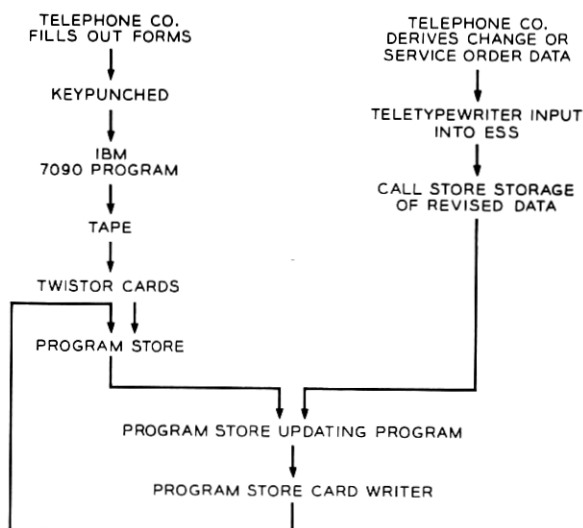 TELEPHONE CO.
FILLS OUT FORMS
KEYPUNCHED
IBM
7090 PROGRAM
TAPE
TWISTOR CARDS
PROGRAM STORE
TELEPHONE CO.
DERIVES CHANGE OR
SERVICE ORDER DATA
TELETYPEWRITER INPUT
INTO ESS
CALL STORE STORAGE
OF REVISED DATA
PROGRAM STORE UPDATING PROGRAM
PROGRAM STORE CARD WRITER